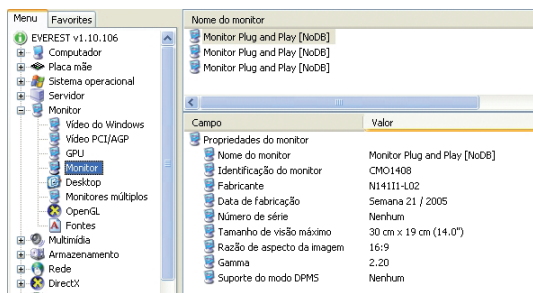 Menu Favorites
EVEREST v1.10.106
Computador
Placa mãe
Sistema operacional
Servidor
Monitor
Vídeo do Windows
Vídeo PCI/AGP
GPU
Monitor
Desktop
Monitores múltiplos
OpenGL
Fontes
Multimídia
Armazenamento
Rede
DirectX
Nome do monitor
Monitor Plug and Play [NoDB]
Monitor Plug and Play [NoDB]
Monitor Plug and Play [NoDB]
Campo Valor
Propriedades do monitor
Nome do monitor Monitor Plug and Play [NoDB]
Identificação do monitor CMO1408
Fabricante N141I1-L02
Data de fabricação Semana 21 / 2005
Número de série Nenhum
Tamanho de visão máximo 30 cm x 19 cm (14.0")
Razão de aspecto da imagem 16:9
Gamma 2.20
Suporte do modo DPMS Nenhum